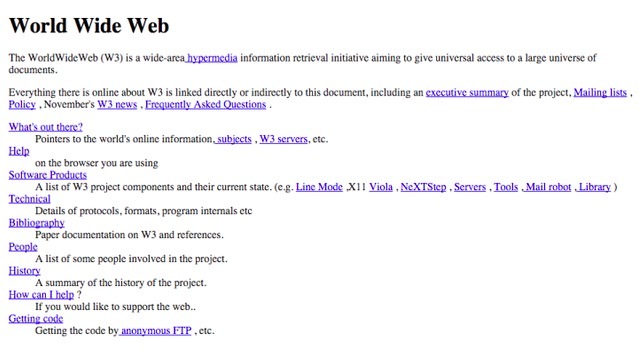 World Wide Web
The WorldWideWeb (W3) is a wide-area hypermedia information retrieval initiative aiming to give universal access to a large universe of
documents.
Everything there is online about W3 is linked directly or indirectly to this document, including an executive summary of the project, Mailing lists ,
Policy , November's W3 news , Frequently Asked Questions .
What's out there?
Pointers to the world's online information, subjects , W3 servers, etc.
Help
on the browser you are using
Software Products
A list of W3 project components and their current state. (e.g. Line Mode ,X11 Viola , NeXTStep , Servers , Tools , Mail robot , Library )
Technical
Details of protocols, formats, program internals etc
Bibliography
Paper documentation on W3 and references.
People
A list of some people involved in the project.
History
A summary of the history of the project.
How can I help ?
If you would like to support the web..
Getting code
Getting the code by anonymous FTP , etc.